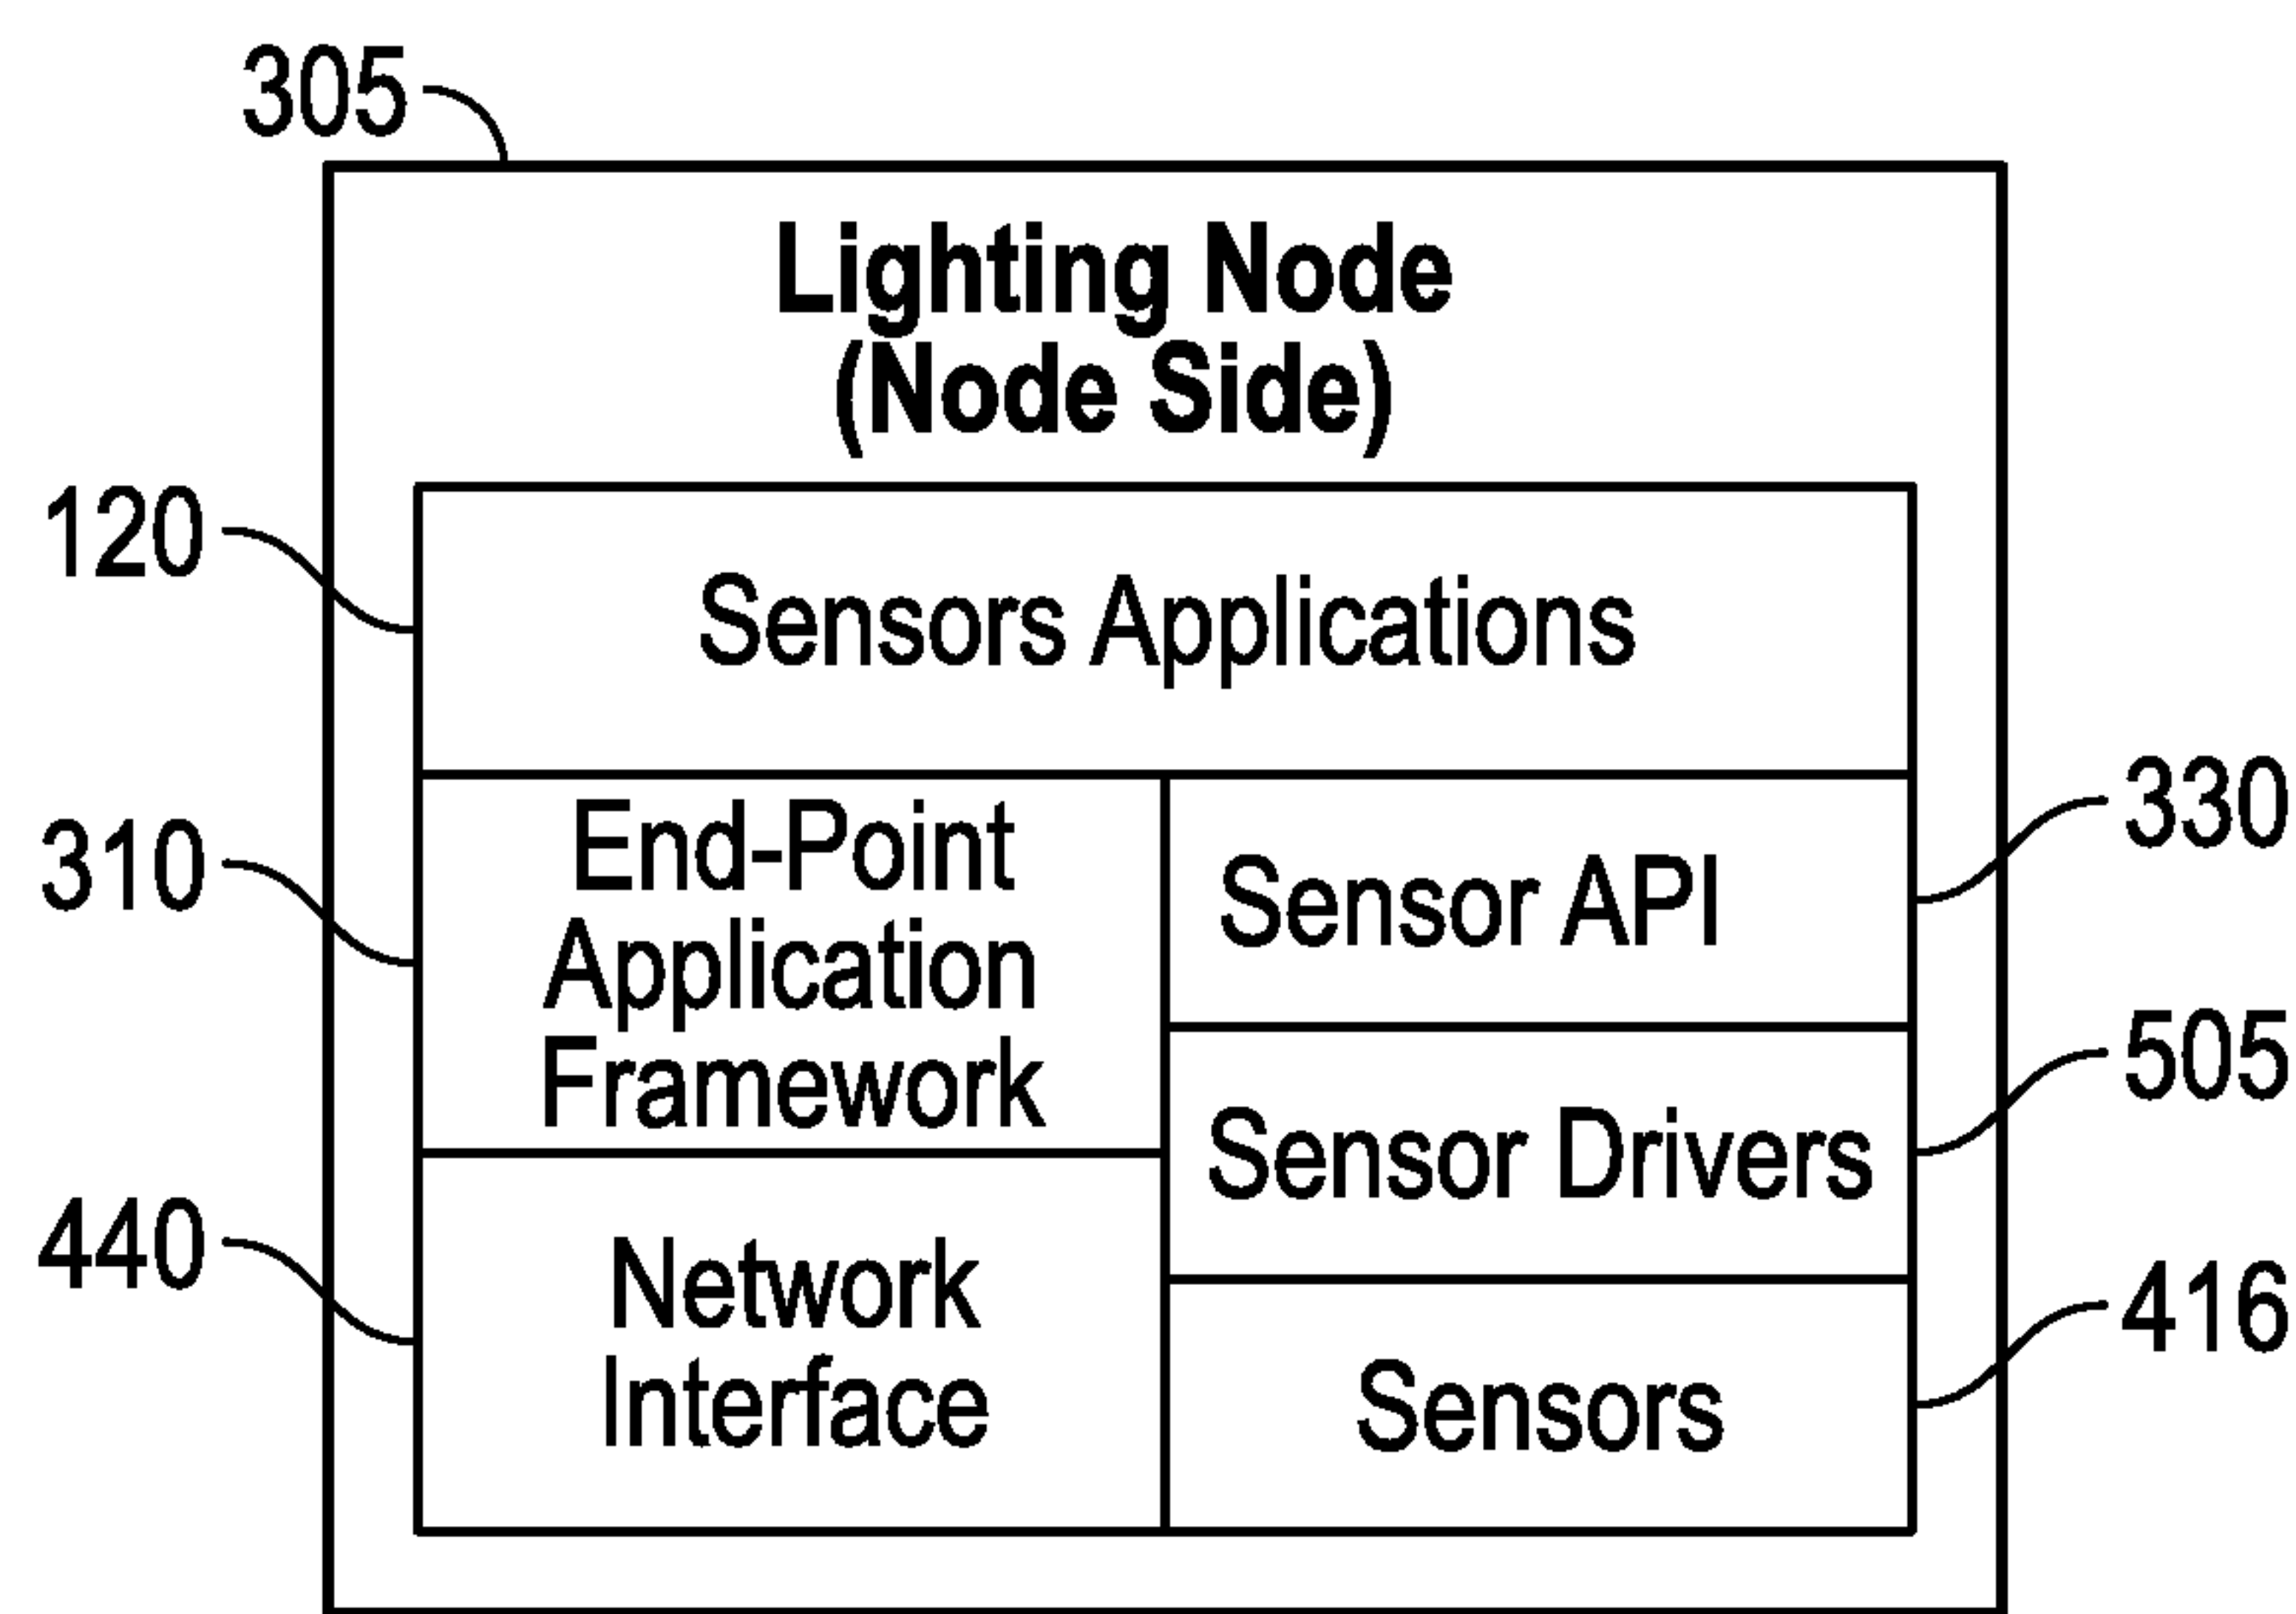 305
Lighting Node
(Node Side)
120
Sensors Applications
310
End-Point
Application
Framework
330
Sensor API
505
Sensor Drivers
440
Network
Interface
416
Sensors